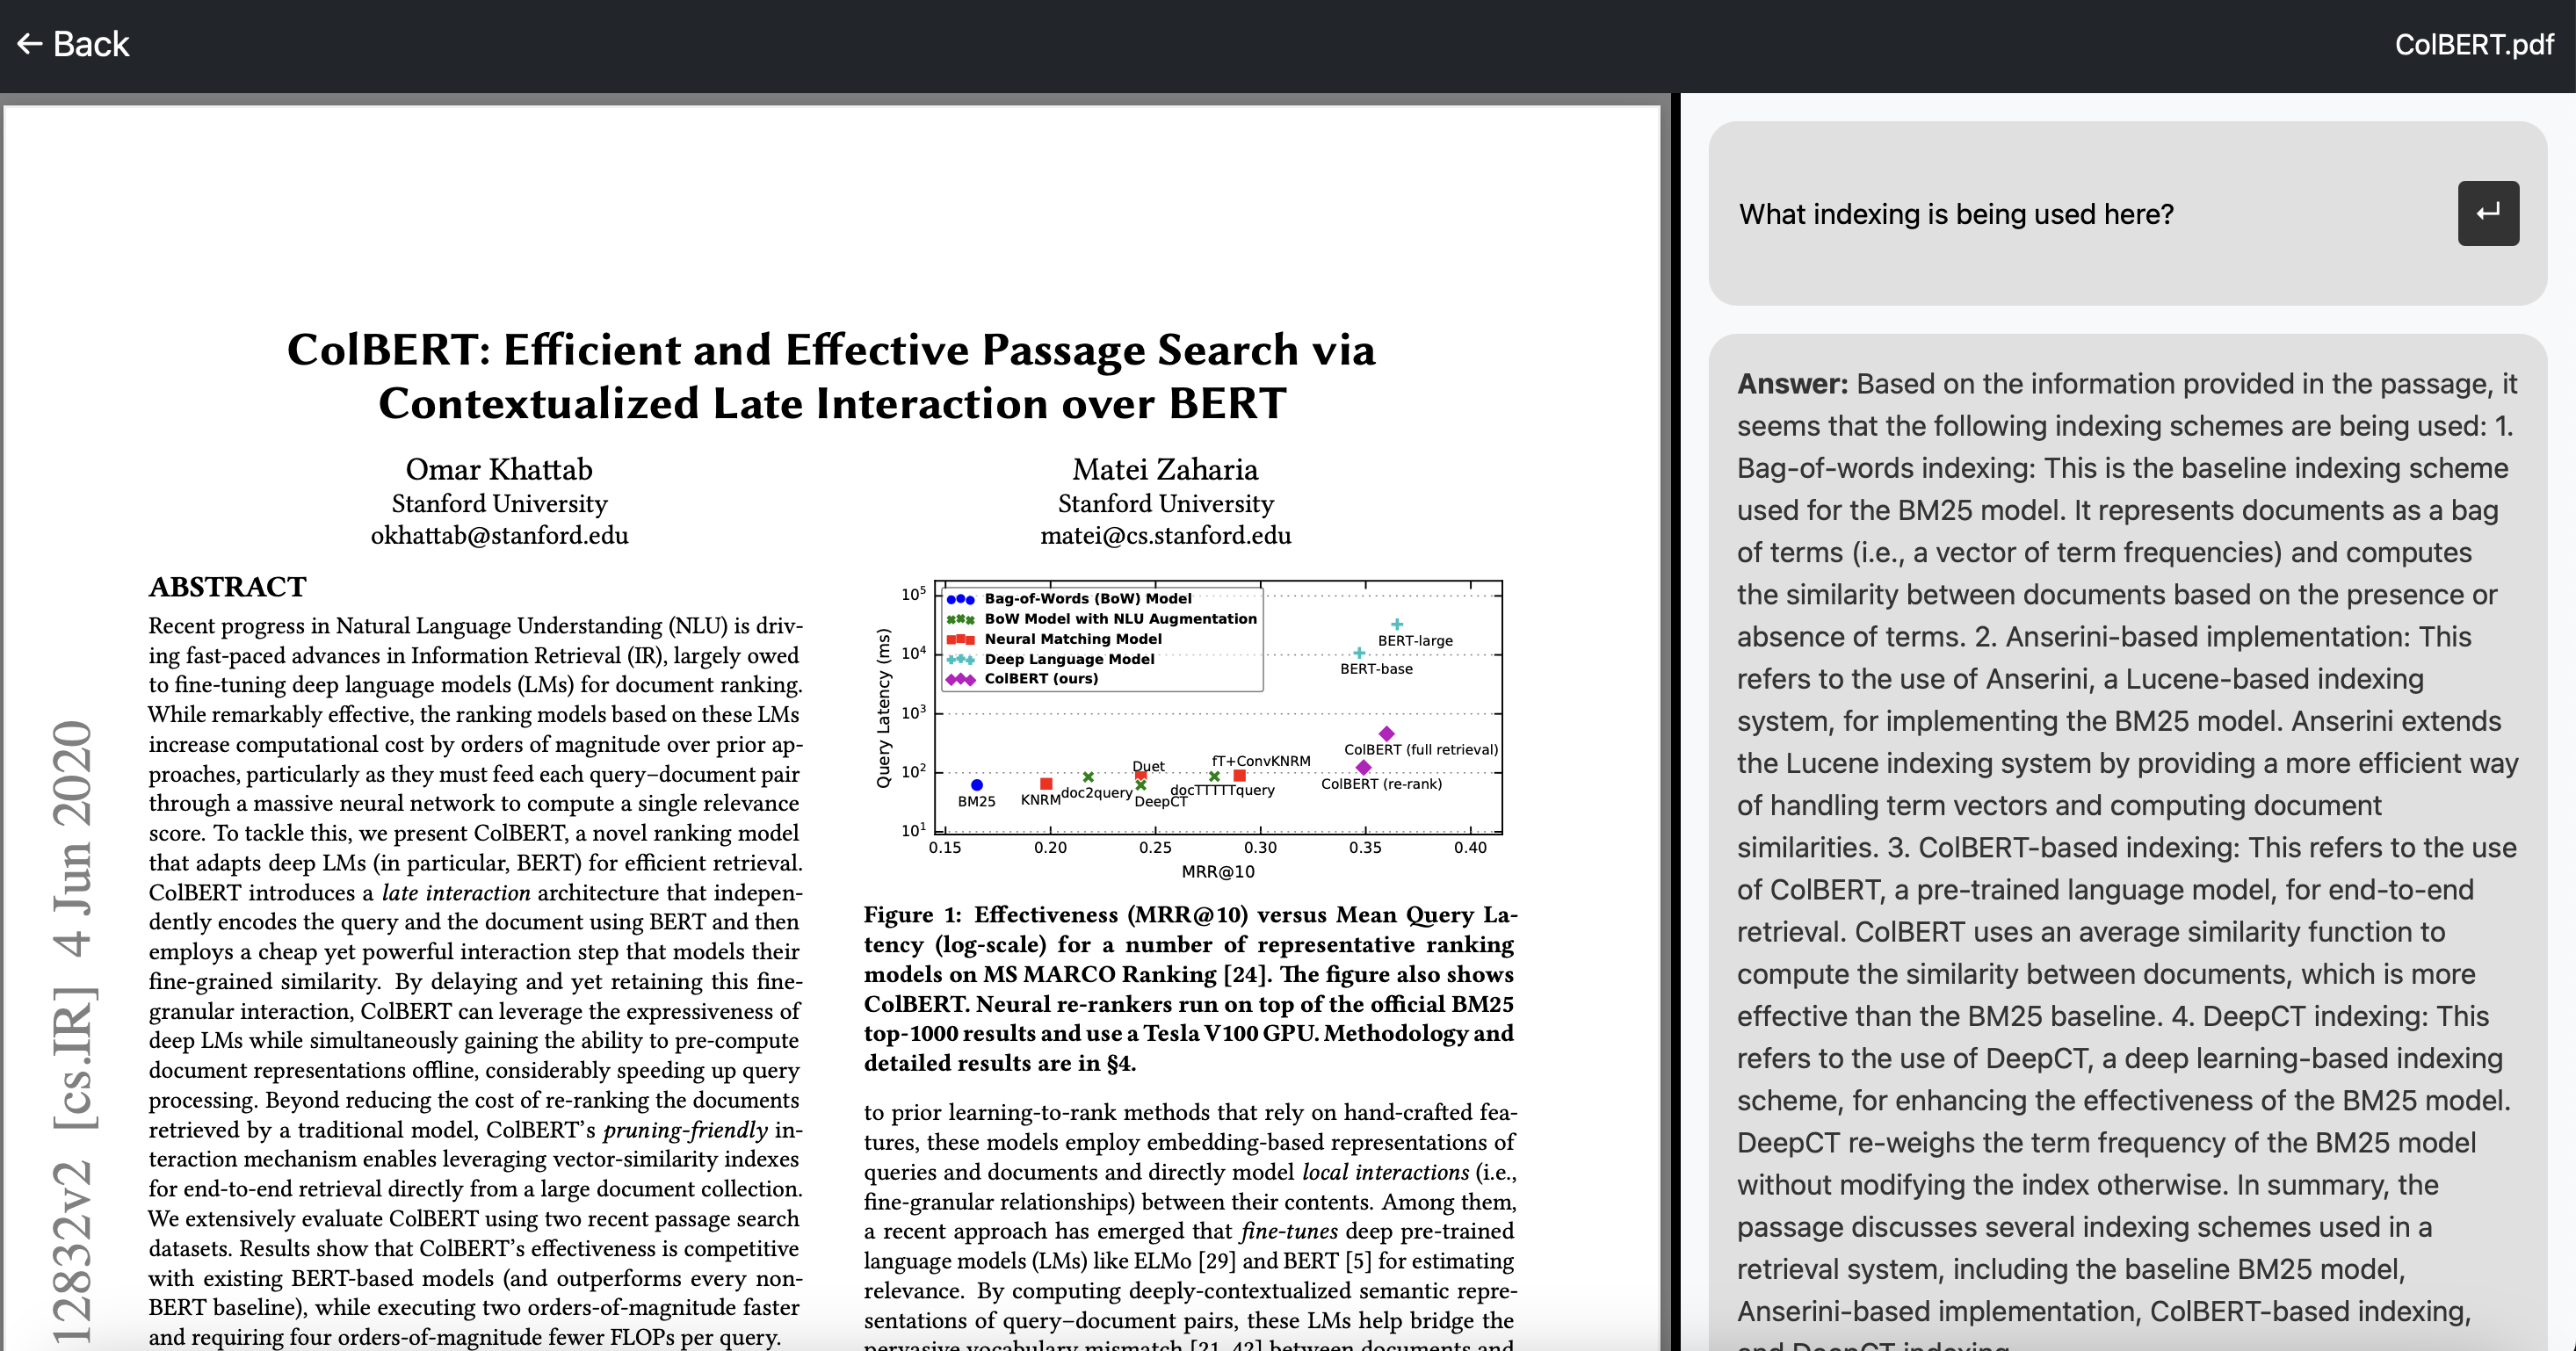 ← Back
ColBERT.pdf
ColBERT: Efficient and Effective Passage Search via
Contextualized Late Interaction over BERT
Omar Khattab
Stanford University
okhattab@stanford.edu
Matei Zaharia
Stanford University
matei@cs.stanford.edu
12832v2 [cs.IR] 4 Jun 2020
ABSTRACT
Recent progress in Natural Language Understanding (NLU) is driv-
ing fast-paced advances in Information Retrieval (IR), largely owed
to fine-tuning deep language models (LMs) for document ranking.
While remarkably effective, the ranking models based on these LMs
increase computational cost by orders of magnitude over prior ap-
proaches, particularly as they must feed each query–document pair
through a massive neural network to compute a single relevance
score. To tackle this, we present ColBERT, a novel ranking model
that adapts deep LMs (in particular, BERT) for efficient retrieval.
ColBERT introduces a late interaction architecture that indepen-
dently encodes the query and the document using BERT and then
employs a cheap yet powerful interaction step that models their
fine-grained similarity. By delaying and yet retaining this fine-
granular interaction, ColBERT can leverage the expressiveness of
deep LMs while simultaneously gaining the ability to pre-compute
document representations offline, considerably speeding up query
processing. Beyond reducing the cost of re-ranking the documents
retrieved by a traditional model, ColBERT's pruning-friendly in-
teraction mechanism enables leveraging vector-similarity indexes
for end-to-end retrieval directly from a large document collection.
We extensively evaluate ColBERT using two recent passage search
datasets. Results show that ColBERT's effectiveness is competitive
with existing BERT-based models (and outperforms every non-
BERT baseline), while executing two orders-of-magnitude faster
and requiring four orders-of-magnitude fewer FLOPs per query.
Query Latency (ms)
10⁵
10⁴
10³
10²
10¹
Bag-of-Words (BoW) Model
BoW Model with NLU Augmentation
Neural Matching Model
Deep Language Model
ColBERT (ours)
BERT-large
BERT-base
ColBERT (full retrieval)
ColBERT (re-rank)
fT+ConvKNRM
Duet
docTTTTTquery
doc2query
DeepCT
KNRM
BM25
0.15 0.20 0.25 0.30 0.35 0.40
MRR@10
Figure 1: Effectiveness (MRR@10) versus Mean Query La-
tency (log-scale) for a number of representative ranking
models on MS MARCO Ranking [24]. The figure also shows
ColBERT. Neural re-rankers run on top of the official BM25
top-1000 results and use a Tesla V100 GPU. Methodology and
detailed results are in §4.
to prior learning-to-rank methods that rely on hand-crafted fea-
tures, these models employ embedding-based representations of
queries and documents and directly model local interactions (i.e.,
fine-granular relationships) between their contents. Among them,
a recent approach has emerged that fine-tunes deep pre-trained
language models (LMs) like ELMo [29] and BERT [5] for estimating
relevance. By computing deeply-contextualized semantic repre-
sentations of query–document pairs, these LMs help bridge the
pervasive vocabulary mismatch [21, 42] between documents and
What indexing is being used here?
Answer: Based on the information provided in the passage, it
seems that the following indexing schemes are being used: 1.
Bag-of-words indexing: This is the baseline indexing scheme
used for the BM25 model. It represents documents as a bag
of terms (i.e., a vector of term frequencies) and computes
the similarity between documents based on the presence or
absence of terms. 2. Anserini-based implementation: This
refers to the use of Anserini, a Lucene-based indexing
system, for implementing the BM25 model. Anserini extends
the Lucene indexing system by providing a more efficient way
of handling term vectors and computing document
similarities. 3. ColBERT-based indexing: This refers to the use
of ColBERT, a pre-trained language model, for end-to-end
retrieval. ColBERT uses an average similarity function to
compute the similarity between documents, which is more
effective than the BM25 baseline. 4. DeepCT indexing: This
refers to the use of DeepCT, a deep learning-based indexing
scheme, for enhancing the effectiveness of the BM25 model.
DeepCT re-weighs the term frequency of the BM25 model
without modifying the index otherwise. In summary, the
passage discusses several indexing schemes used in a
retrieval system, including the baseline BM25 model,
Anserini-based implementation, ColBERT-based indexing,
and DeepCT indexing.